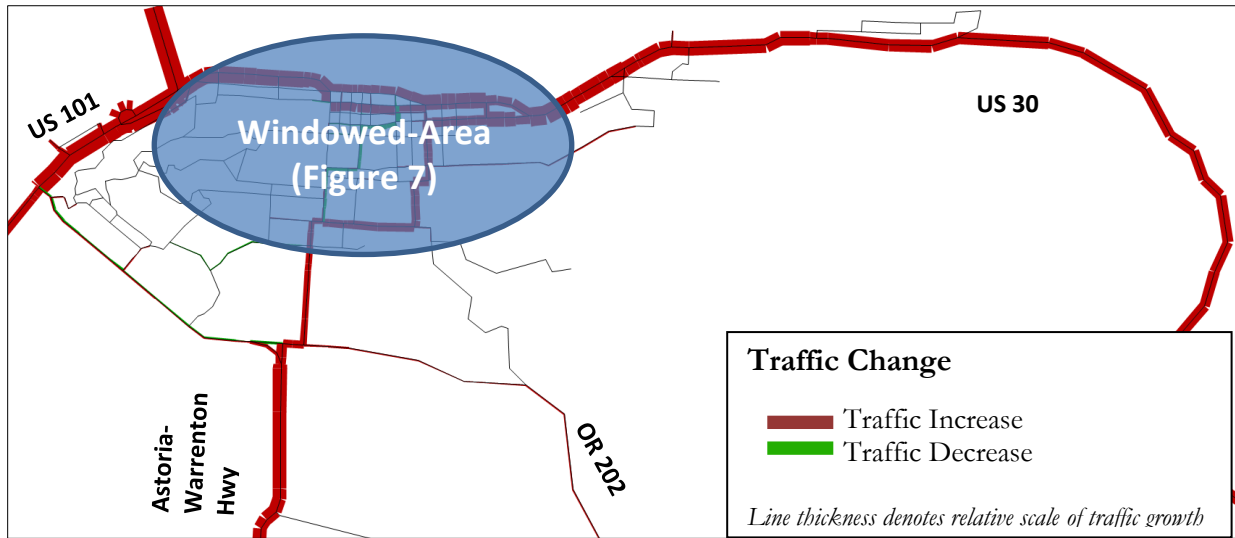 US 101
US 30
Windowed-Area
(Figure 7)
Astoria-
Warrenton
Hwy
OR 202
Traffic Change
Traffic Increase
Traffic Decrease
Line thickness denotes relative scale of traffic growth